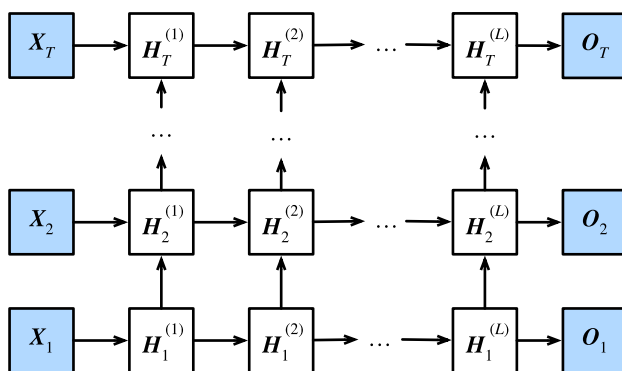 X_T H_T^{(1)} H_T^{(2)} … H_T^{(L)} O_T
… … …
X_2 H_2^{(1)} H_2^{(2)} … H_2^{(L)} O_2
X_1 H_1^{(1)} H_1^{(2)} … H_1^{(L)} O_1